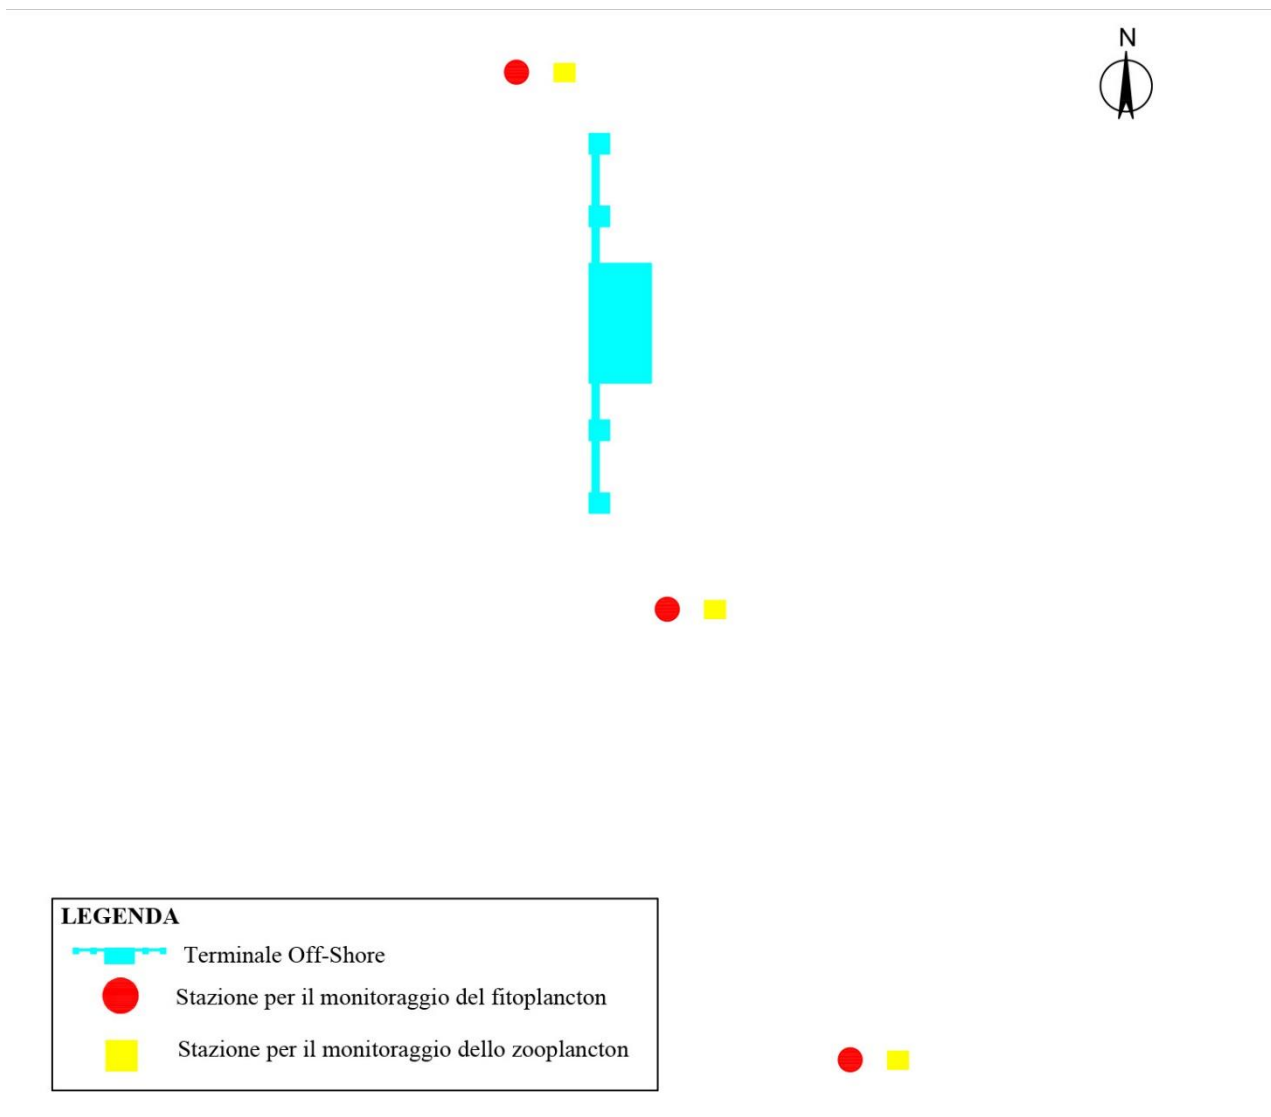 N
LEGENDA
Terminale Off-Shore
Stazione per il monitoraggio del fitoplancton
Stazione per il monitoraggio dello zooplancton